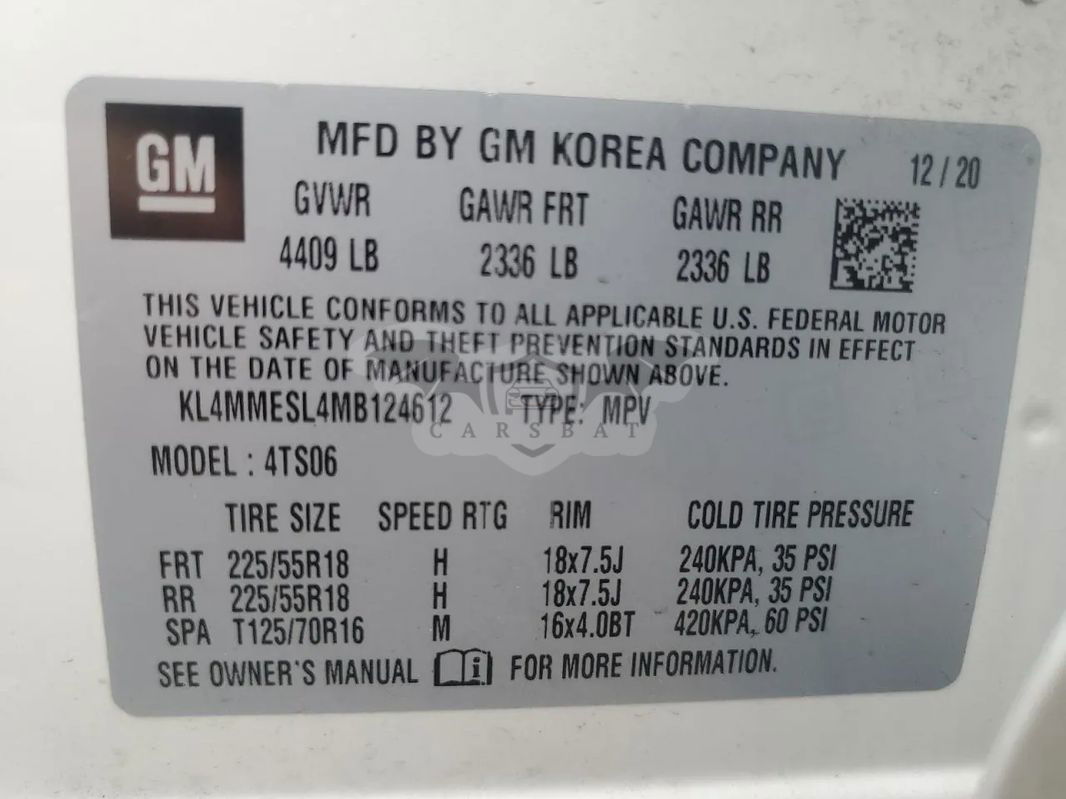 GM
MFD BY GM KOREA COMPANY 12 / 20
GVWR GAWR FRT GAWR RR
4409 LB 2336 LB 2336 LB
THIS VEHICLE CONFORMS TO ALL APPLICABLE U.S. FEDERAL MOTOR
VEHICLE SAFETY AND THEFT PREVENTION STANDARDS IN EFFECT
ON THE DATE OF MANUFACTURE SHOWN ABOVE.
KL4MMESL4MB124612 TYPE: MPV
CARSBAT
MODEL : 4TS06
TIRE SIZE SPEED RTG RIM COLD TIRE PRESSURE
FRT 225/55R18 H 18x7.5J 240KPA, 35 PSI
RR 225/55R18 H 18x7.5J 240KPA, 35 PSI
SPA T125/70R16 M 16x4.0BT 420KPA, 60 PSI
SEE OWNER'S MANUAL i FOR MORE INFORMATION.